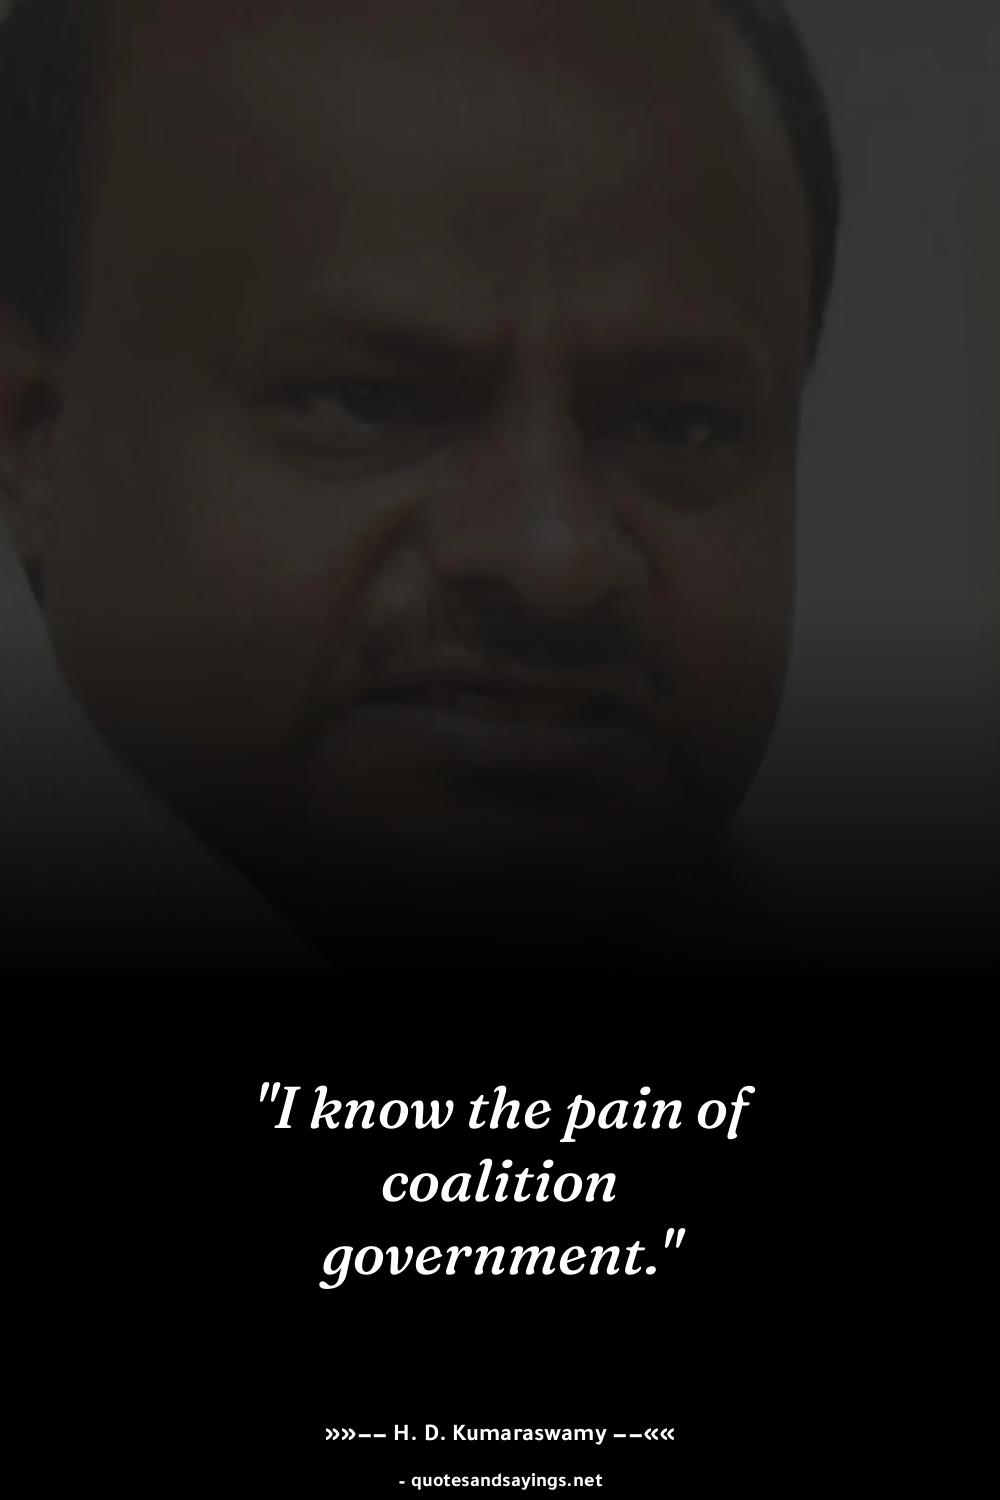 "I know the pain of
coalition
government."
»»−− H. D. Kumaraswamy −−««
- quotesandsayings.net